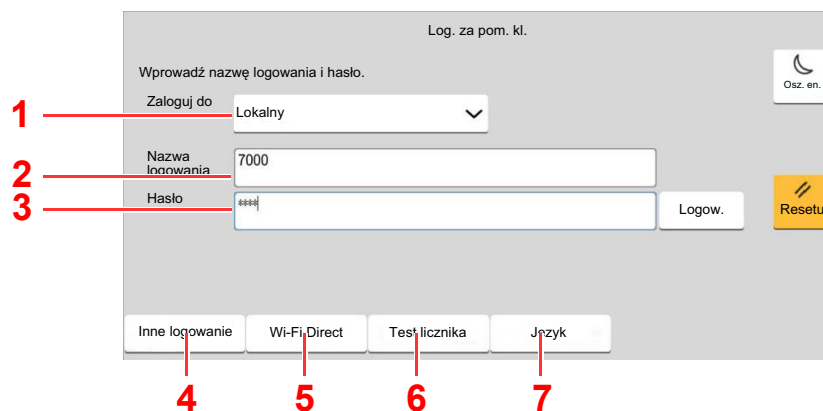 Log. za pom. kl.
Wprowadź nazwę logowania i hasło.
Osz. en.
Zaloguj do
1
Lokalny
Nazwa
logowania
2
7000
Hasło
3
****
Logow.
Resetu
Inne logowanie
Wi-Fi Direct
Test licznika
Język
4
5
6
7